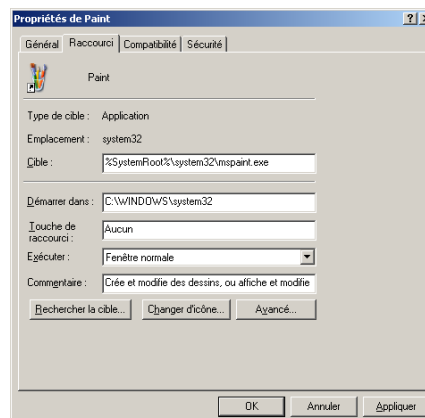 Propriétés de Paint
Général Raccourci Compatibilité Sécurité
Paint
Type de cible : Application
Emplacement : system32
Cible : %SystemRoot%\system32\mspaint.exe
Démarrer dans : C:\WINDOWS\system32
Touche de raccourci : Aucun
Exécuter : Fenêtre normale
Commentaire : Crée et modifie des dessins, ou affiche et modifie
Rechercher la cible... Changer d'icône... Avancé...
OK Annuler Appliquer